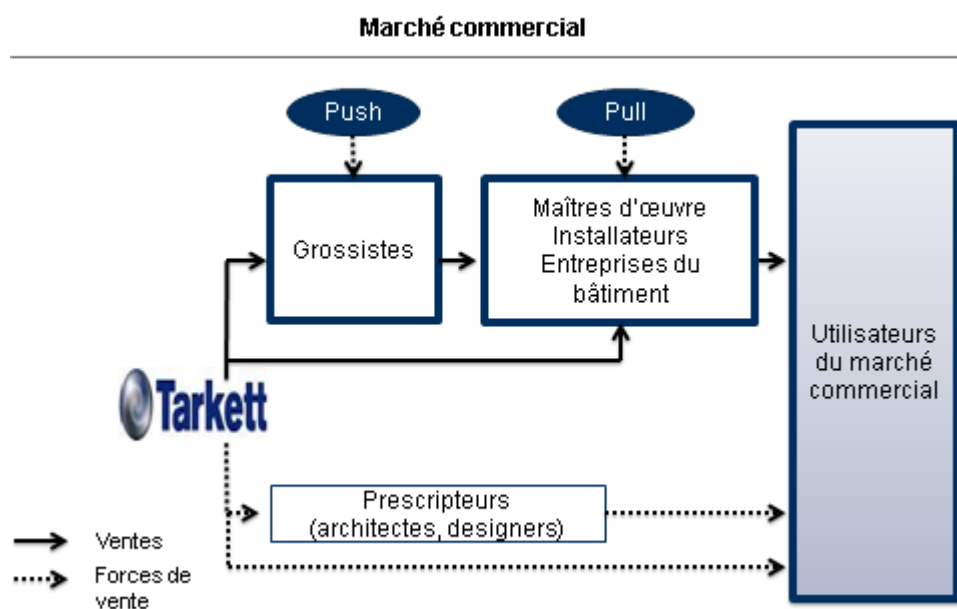 Marché commercial
Push
Pull
Grossistes
Maîtres d'œuvre
Installateurs
Entreprises du
bâtiment
Utilisateurs
du marché
commercial
Tarkett
Prescripteurs
(architectes, designers)
Ventes
Forces de
vente